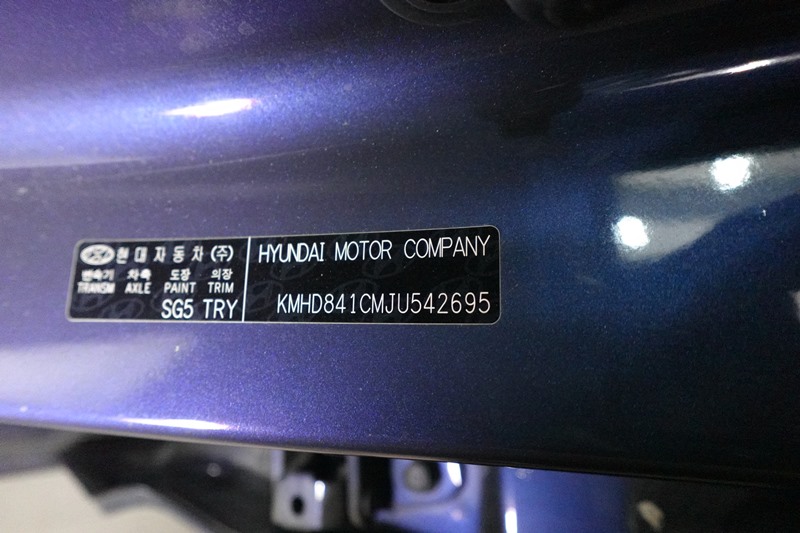 현대자동차(주)
변속기 차축 도장 의장
TRANSM AXLE PAINT TRIM
SG5 TRY
HYUNDAI MOTOR COMPANY
KMHD841CMJU542695